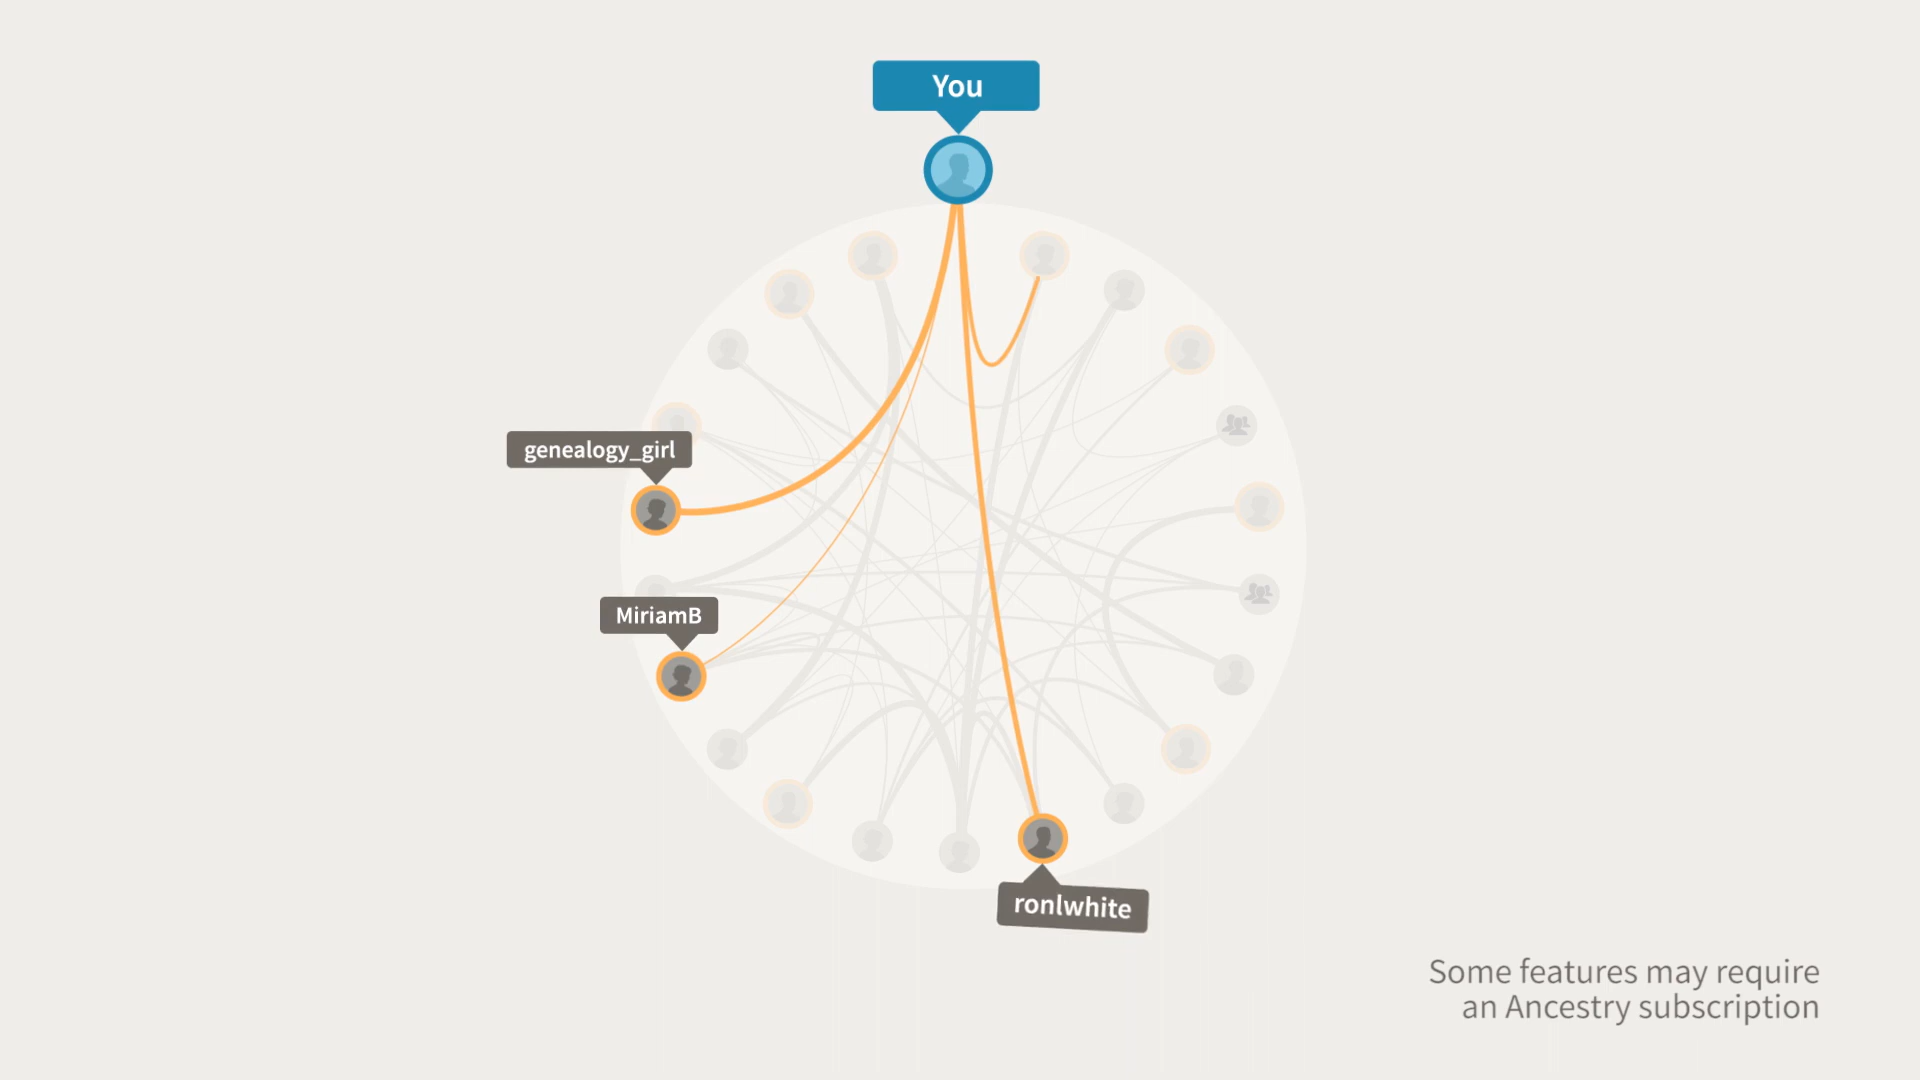 You
genealogy_girl
MiriamB
ronlwhite
Some features may require
an Ancestry subscription